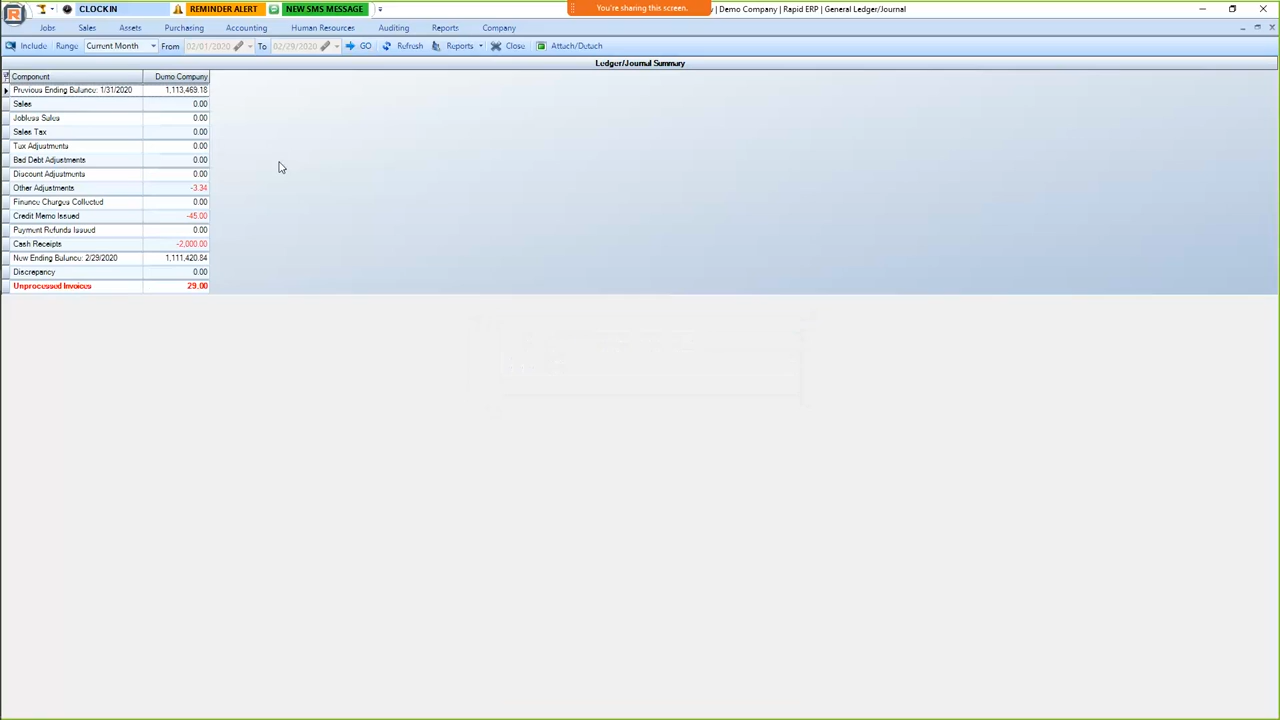 CLOCKIN REMINDER ALERT NEW SMS MESSAGE You're sharing this screen. | Demo Company | Rapid ERP | General Ledger/Journal
Jobs Sales Assets Purchasing Accounting Human Resources Auditing Reports Company
Include Range Current Month From 02/01/2020 To 02/29/2020 GO Refresh Reports Close Attach/Detach
Ledger/Journal Summary
Component Demo Company
Previous Ending Balance: 1/31/2020 1,113,469.18
Sales 0.00
Jobless Sales 0.00
Sales Tax 0.00
Tax Adjustments 0.00
Bad Debt Adjustments 0.00
Discount Adjustments 0.00
Other Adjustments -3.34
Finance Charges Collected 0.00
Credit Memo Issued -45.00
Payment Refunds Issued 0.00
Cash Receipts -2,000.00
New Ending Balance: 2/29/2020 1,111,420.84
Discrepancy 0.00
Unprocessed Invoices 29.00